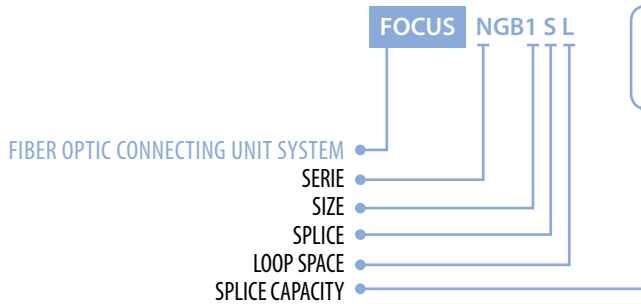 FOCUS NGB1 S L
FIBER OPTIC CONNECTING UNIT SYSTEM
SERIE
SIZE
SPLICE
LOOP SPACE
SPLICE CAPACITY